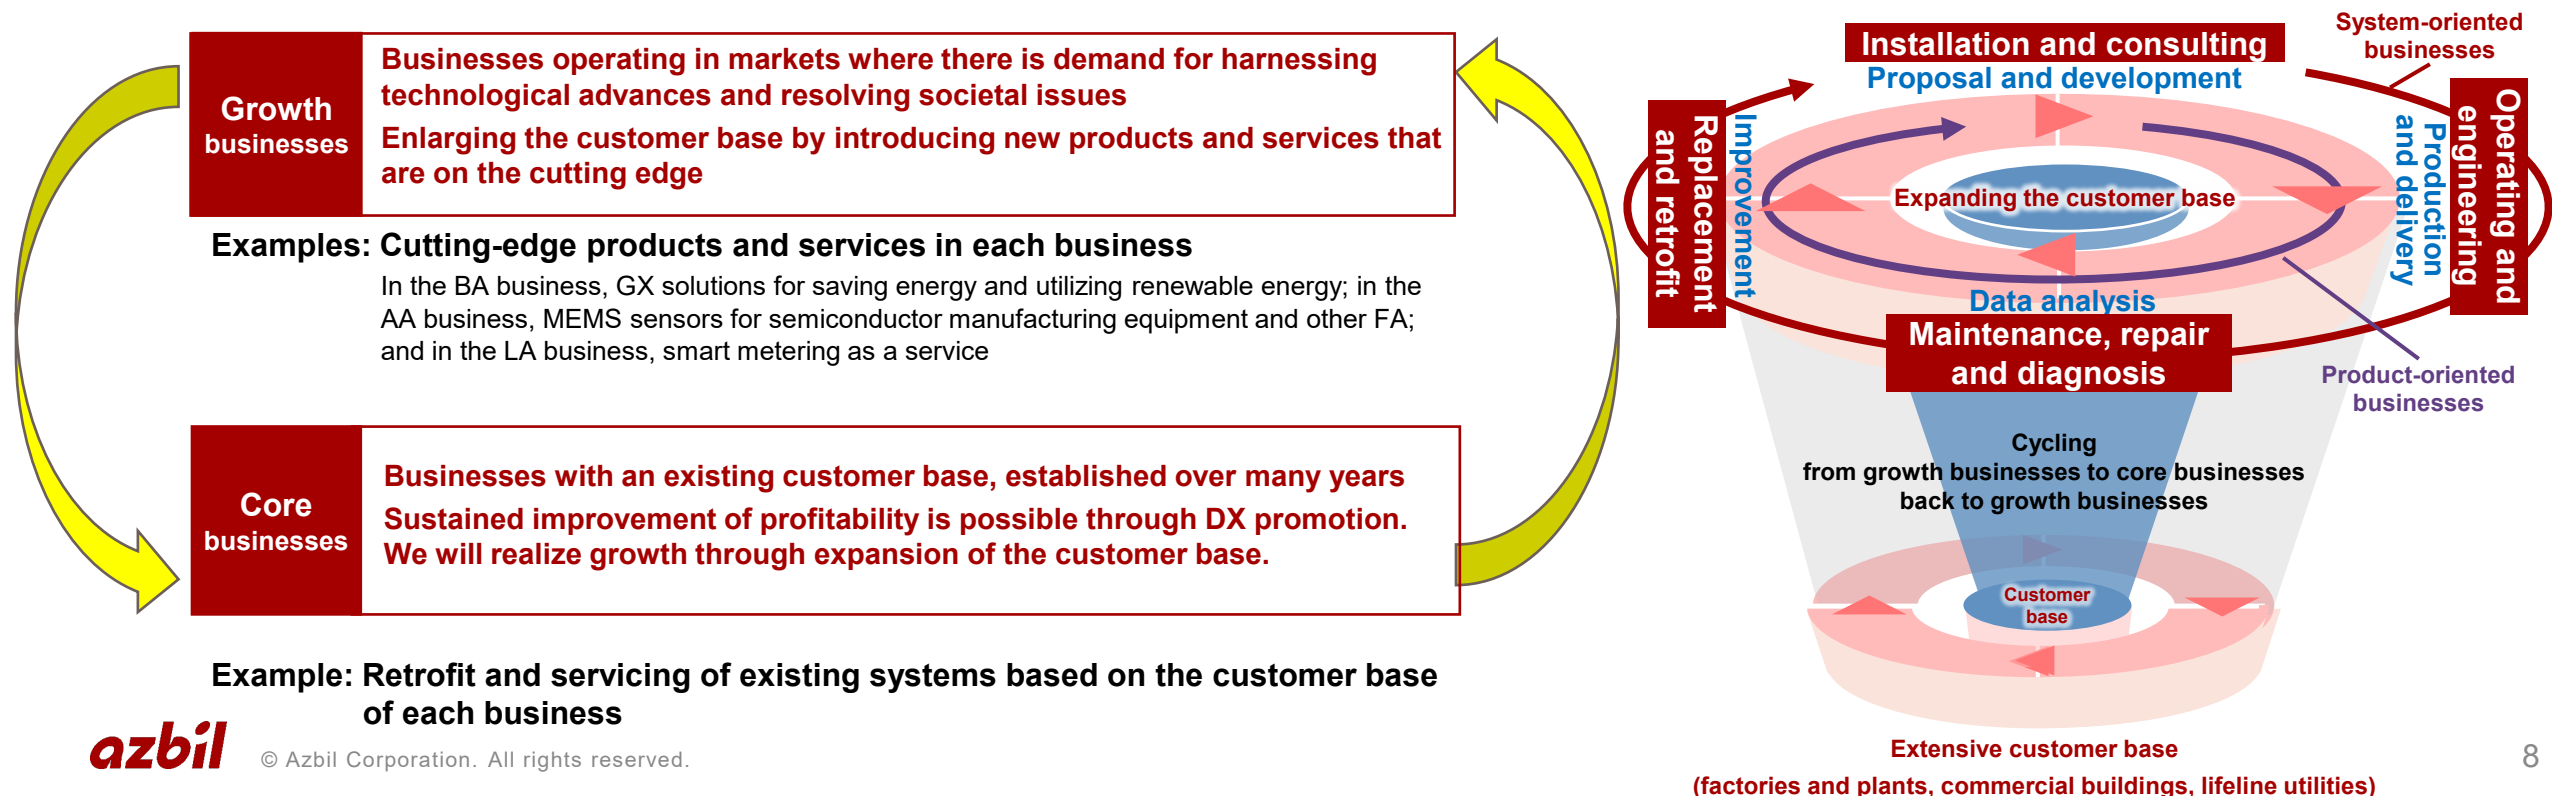 Growth
businesses
Businesses operating in markets where there is demand for harnessing
technological advances and resolving societal issues
Enlarging the customer base by introducing new products and services that
are on the cutting edge
Examples: Cutting-edge products and services in each business
In the BA business, GX solutions for saving energy and utilizing renewable energy; in the
AA business, MEMS sensors for semiconductor manufacturing equipment and other FA;
and in the LA business, smart metering as a service
Core
businesses
Businesses with an existing customer base, established over many years
Sustained improvement of profitability is possible through DX promotion.
We will realize growth through expansion of the customer base.
Example: Retrofit and servicing of existing systems based on the customer base
of each business
System-oriented
businesses
Installation and consulting
Proposal and development
Replacement
and retrofit
Improvement
Expanding the customer base
Production
and delivery
Operating and
engineering
Data analysis
Maintenance, repair
and diagnosis
Product-oriented
businesses
Cycling
from growth businesses to core businesses
back to growth businesses
Customer
base
Extensive customer base
(factories and plants, commercial buildings, lifeline utilities)
azbil
© Azbil Corporation. All rights reserved.
8